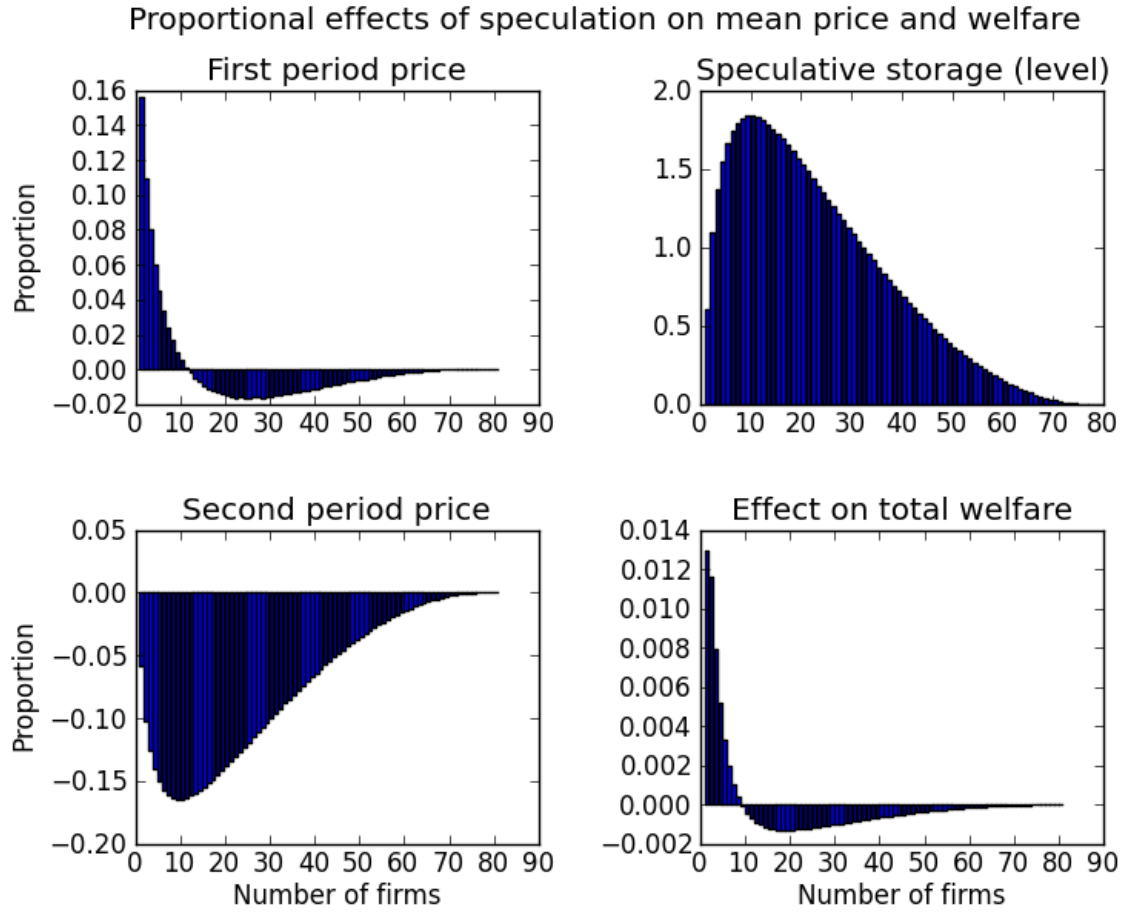 Proportional effects of speculation on mean price and welfare
First period price
0.16
0.14
0.12
0.10
0.08
0.06
0.04
0.02
0.00
−0.02
Proportion
0 10 20 30 40 50 60 70 80 90
Speculative storage (level)
2.0
1.5
1.0
0.5
0.0
0 10 20 30 40 50 60 70 80
Second period price
0.05
0.00
−0.05
−0.10
−0.15
−0.20
Proportion
0 10 20 30 40 50 60 70 80 90
Number of firms
Effect on total welfare
0.014
0.012
0.010
0.008
0.006
0.004
0.002
0.000
−0.002
0 10 20 30 40 50 60 70 80 90
Number of firms